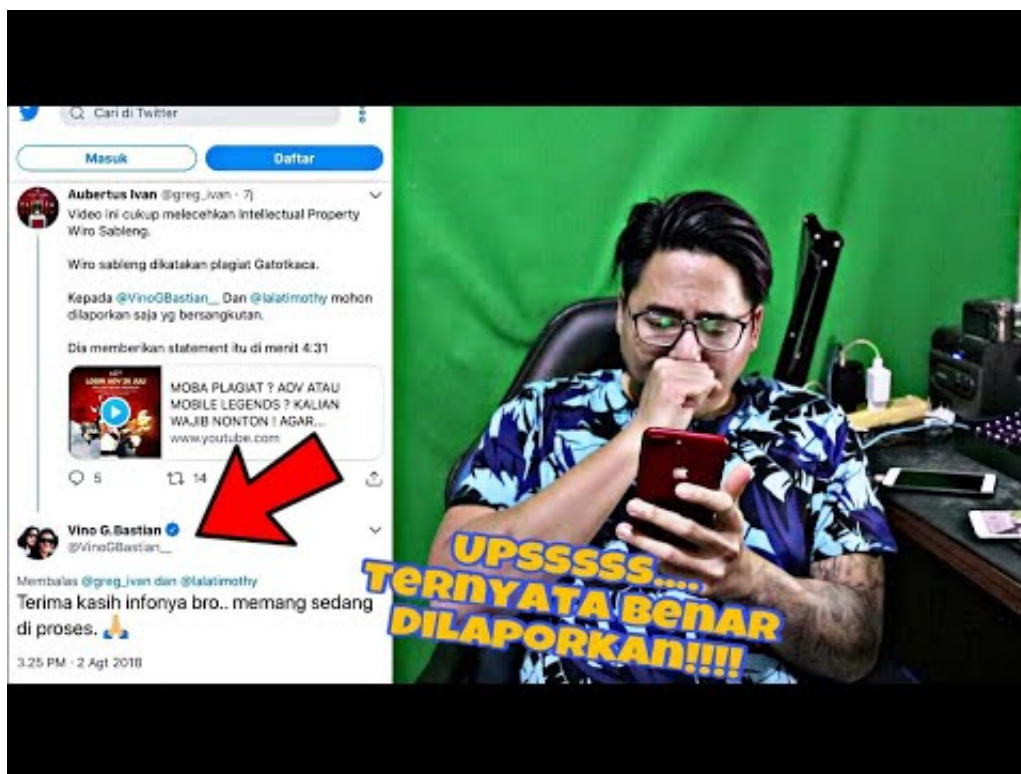 Cari di Twitter
Masuk
Daftar
Aubertus Ivan @greg_ivan · 7j
Video ini cukup melecehkan Intellectual Property
Wiro Sableng.
Wiro sableng dikatakan plagiat Gatotkaca.
Kepada @VinoGBastian__ Dan @lalatimothy mohon
dilaporkan saja yg bersangkutan.
Dia memberikan statement itu di menit 4:31
MOBA PLAGIAT ? AOV ATAU
MOBILE LEGENDS ? KALIAN
WAJIB NONTON ! AGAR...
www.youtube.com
5
14
Vino G.Bastian
@VinoGBastian__
Membalas @greg_ivan dan @lalatimothy
Terima kasih infonya bro.. memang sedang
di proses. 🙏
3.25 PM · 2 Agt 2018
UPSSSSS....
TERNYATA BENAR
DILAPORKAN!!!!